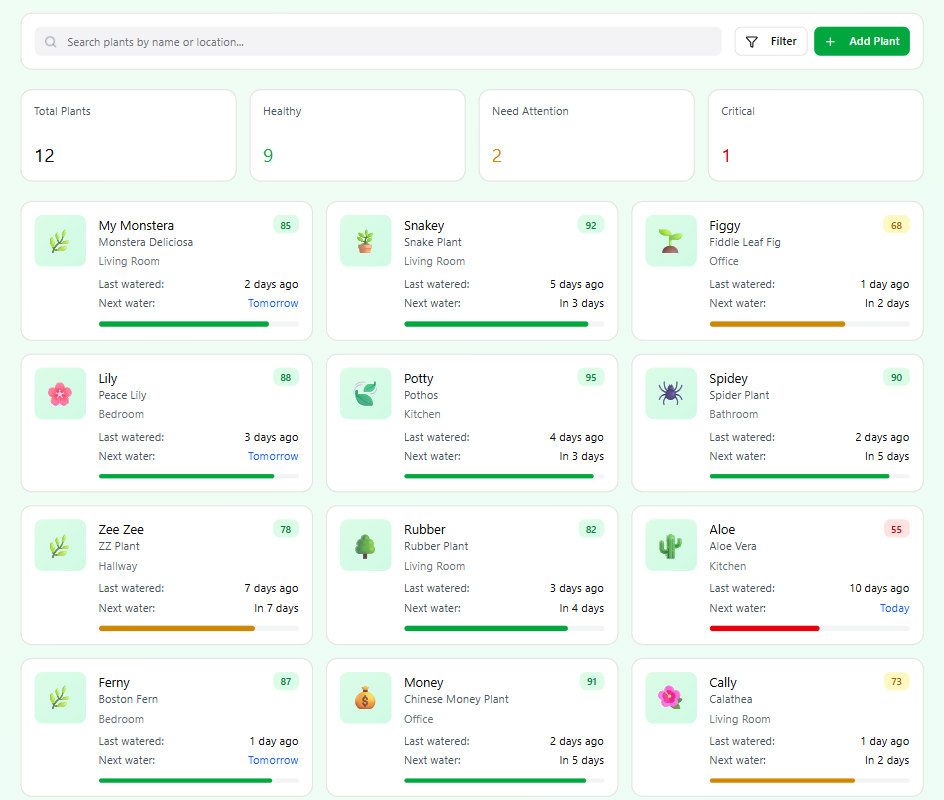 Search plants by name or location...
Filter
+ Add Plant
Total Plants
12
Healthy
9
Need Attention
2
Critical
1
My Monstera 85
Monstera Deliciosa
Living Room
Last watered: 2 days ago
Next water: Tomorrow
Snakey 92
Snake Plant
Living Room
Last watered: 5 days ago
Next water: In 3 days
Figgy 68
Fiddle Leaf Fig
Office
Last watered: 1 day ago
Next water: In 2 days
Lily 88
Peace Lily
Bedroom
Last watered: 3 days ago
Next water: Tomorrow
Potty 95
Pothos
Kitchen
Last watered: 4 days ago
Next water: In 3 days
Spidey 90
Spider Plant
Bathroom
Last watered: 2 days ago
Next water: In 5 days
Zee Zee 78
ZZ Plant
Hallway
Last watered: 7 days ago
Next water: In 7 days
Rubber 82
Rubber Plant
Living Room
Last watered: 3 days ago
Next water: In 4 days
Aloe 55
Aloe Vera
Kitchen
Last watered: 10 days ago
Next water: Today
Ferny 87
Boston Fern
Bedroom
Last watered: 1 day ago
Next water: Tomorrow
Money 91
Chinese Money Plant
Office
Last watered: 2 days ago
Next water: In 5 days
Cally 73
Calathea
Living Room
Last watered: 1 day ago
Next water: In 2 days